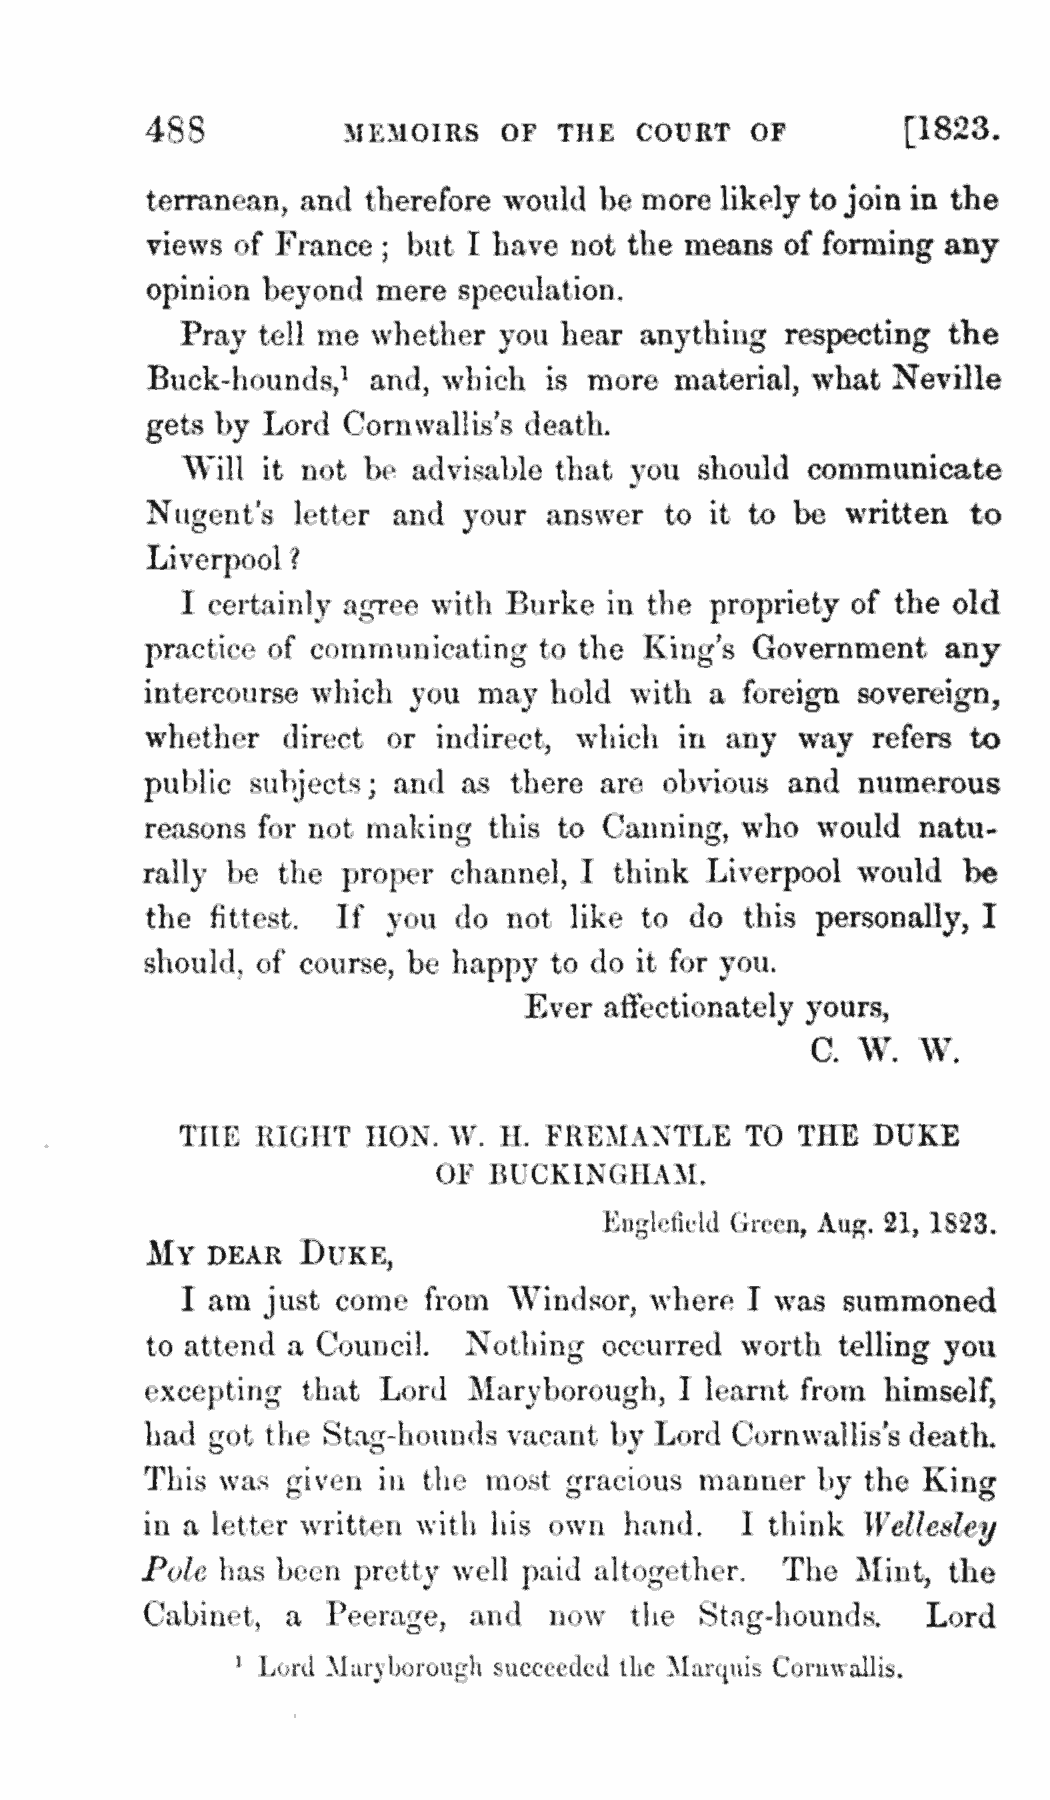 488 MEMOIRS OF THE COURT OF [1823.
terranean, and therefore would be more likely to join in the
views of France; but I have not the means of forming any
opinion beyond mere speculation.
Pray tell me whether you hear anything respecting the
Buck-hounds,¹ and, which is more material, what Neville
gets by Lord Cornwallis's death.
Will it not be advisable that you should communicate
Nugent's letter and your answer to it to be written to
Liverpool?
I certainly agree with Burke in the propriety of the old
practice of communicating to the King's Government any
intercourse which you may hold with a foreign sovereign,
whether direct or indirect, which in any way refers to
public subjects; and as there are obvious and numerous
reasons for not making this to Canning, who would natu-
rally be the proper channel, I think Liverpool would be
the fittest. If you do not like to do this personally, I
should, of course, be happy to do it for you.
Ever affectionately yours,
C. W. W.
THE RIGHT HON. W. H. FREMANTLE TO THE DUKE
OF BUCKINGHAM.
Englefield Green, Aug. 21, 1823.
MY DEAR DUKE,
I am just come from Windsor, where I was summoned
to attend a Council. Nothing occurred worth telling you
excepting that Lord Maryborough, I learnt from himself,
had got the Stag-hounds vacant by Lord Cornwallis's death.
This was given in the most gracious manner by the King
in a letter written with his own hand. I think Wellesley
Pole has been pretty well paid altogether. The Mint, the
Cabinet, a Peerage, and now the Stag-hounds. Lord
¹ Lord Maryborough succeeded the Marquis Cornwallis.